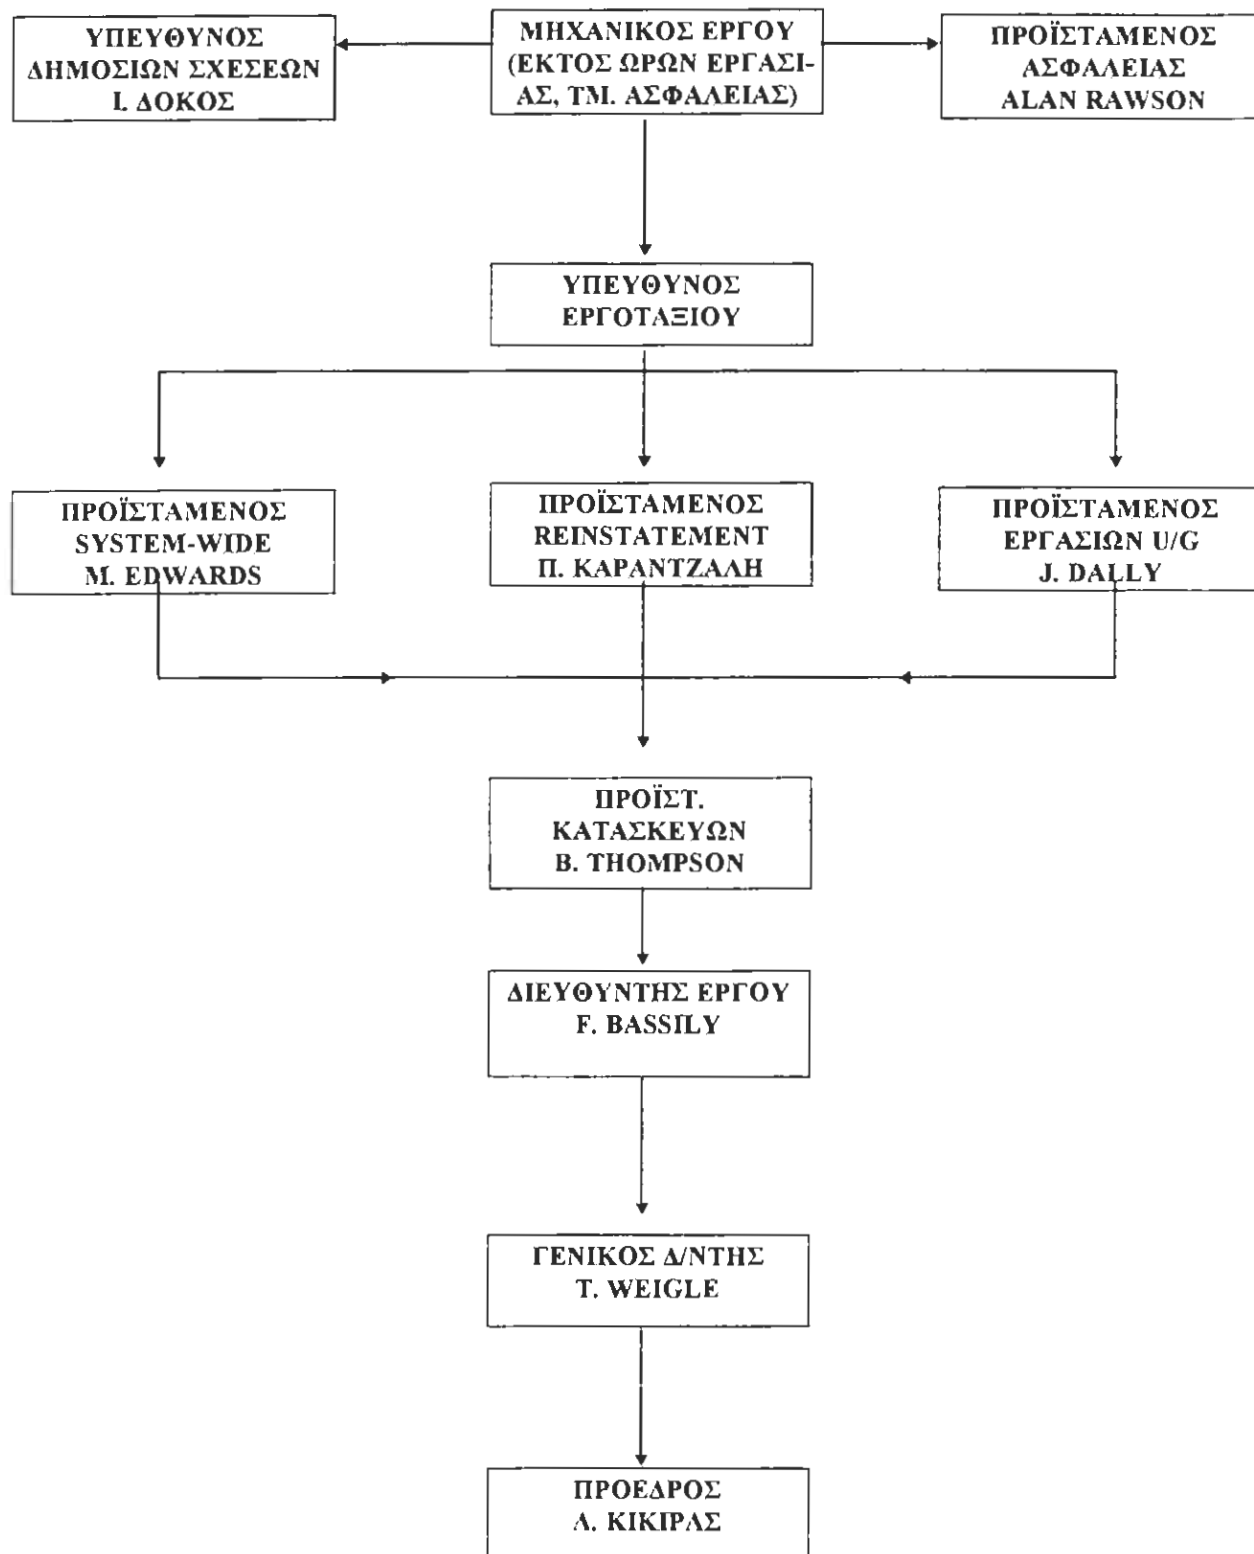 ΥΠΕΥΘΥΝΟΣ
ΔΗΜΟΣΙΩΝ ΣΧΕΣΕΩΝ
Ι. ΔΟΚΟΣ
ΜΗΧΑΝΙΚΟΣ ΕΡΓΟΥ
(ΕΚΤΟΣ ΩΡΩΝ ΕΡΓΑΣΙ-
ΑΣ, ΤΜ. ΑΣΦΑΛΕΙΑΣ)
ΠΡΟΪΣΤΑΜΕΝΟΣ
ΑΣΦΑΛΕΙΑΣ
ALAN RAWSON
ΥΠΕΥΘΥΝΟΣ
ΕΡΓΟΤΑΞΙΟΥ
ΠΡΟΪΣΤΑΜΕΝΟΣ
SYSTEM-WIDE
M. EDWARDS
ΠΡΟΪΣΤΑΜΕΝΟΣ
REINSTATEMENT
Π. ΚΑΡΑΝΤΖΑΛΗ
ΠΡΟΪΣΤΑΜΕΝΟΣ
ΕΡΓΑΣΙΩΝ U/G
J. DALLY
ΠΡΟΪΣΤ.
ΚΑΤΑΣΚΕΥΩΝ
B. THOMPSON
ΔΙΕΥΘΥΝΤΗΣ ΕΡΓΟΥ
F. BASSILY
ΓΕΝΙΚΟΣ Δ/ΝΤΗΣ
T. WEIGLE
ΠΡΟΕΔΡΟΣ
Λ. ΚΙΚΙΡΑΣ